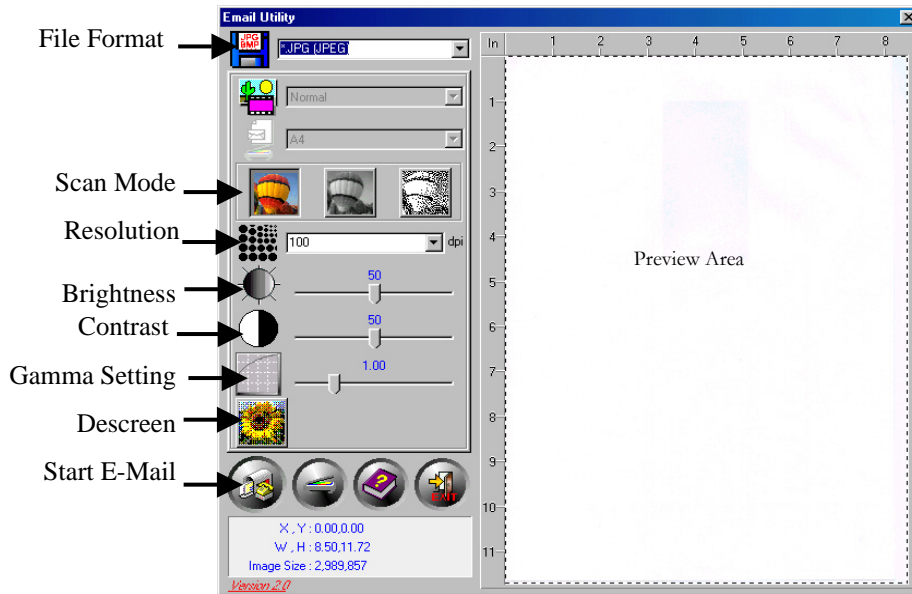 Email Utility
File Format
JPG
BMP
*.JPG (JPEG)
Normal
A4
Scan Mode
Resolution
100
dpi
Brightness
50
Contrast
50
Gamma Setting
1.00
Descreen
Start E-Mail
?
EXIT
X , Y : 0.00,0.00
W , H : 8.50,11.72
Image Size : 2,989,857
Version 2.0
In 1 2 3 4 5 6 7 8
1
2
3
4
Preview Area
5
6
7
8
9
10
11